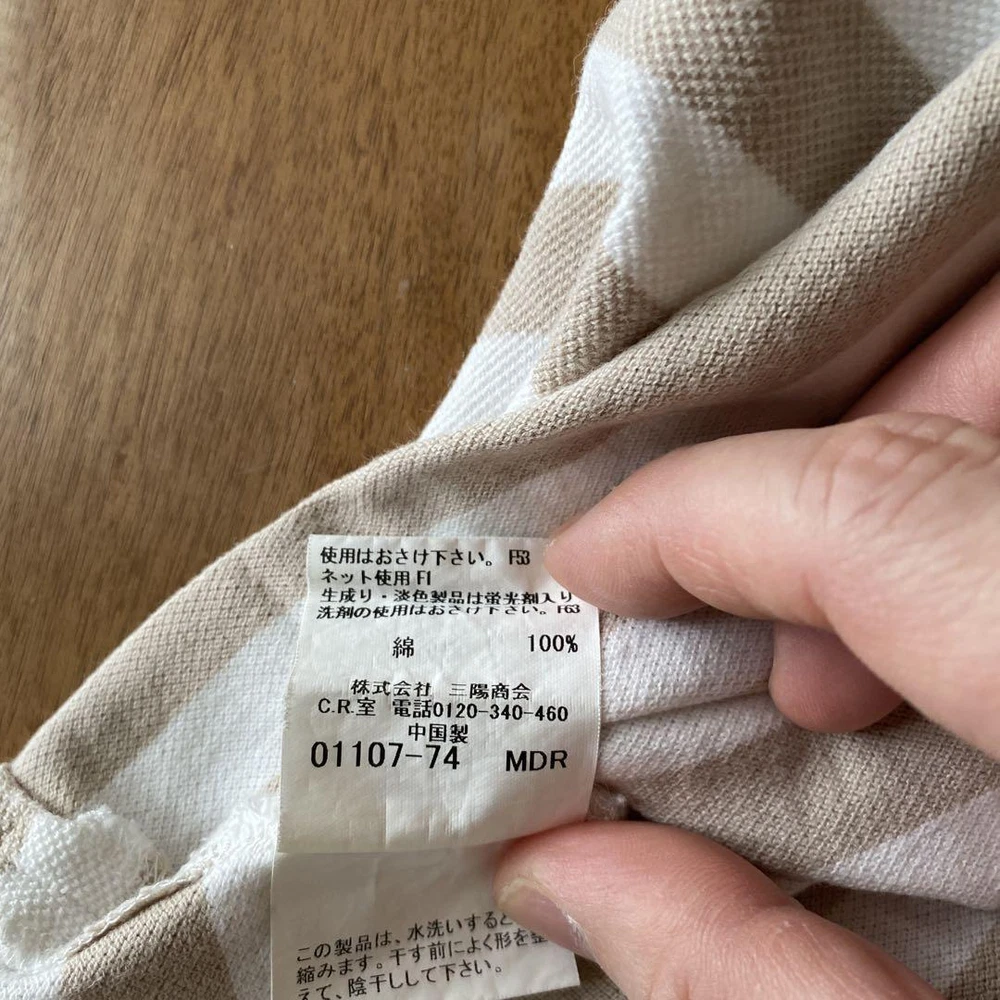 使用はおさけ下さい。 F53
ネット使用 F1
生成り・淡色製品は蛍光剤入り
洗剤の使用はおさけ下さい。 F63
綿 100%
株式会社 三陽商会
C.R.室 電話0120-340-460
中国製
01107-74 MDR
この製品は、水洗いすると
縮みます。干す前によく形を整
えて、陰干しして下さい。